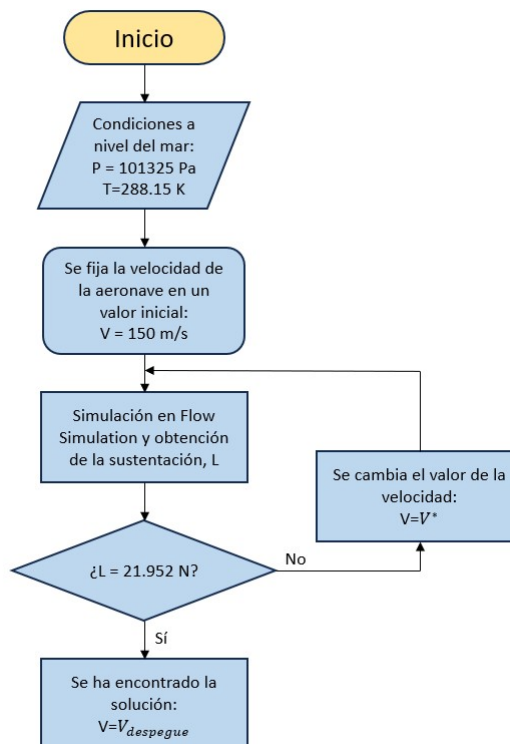 Inicio
Condiciones a
nivel del mar:
P = 101325 Pa
T=288.15 K
Se fija la velocidad de
la aeronave en un
valor inicial:
V = 150 m/s
Simulación en Flow
Simulation y obtención
de la sustentación, L
Se cambia el valor de la
velocidad:
V=V*
¿L = 21.952 N?
No
Sí
Se ha encontrado la
solución:
V=V_despegue